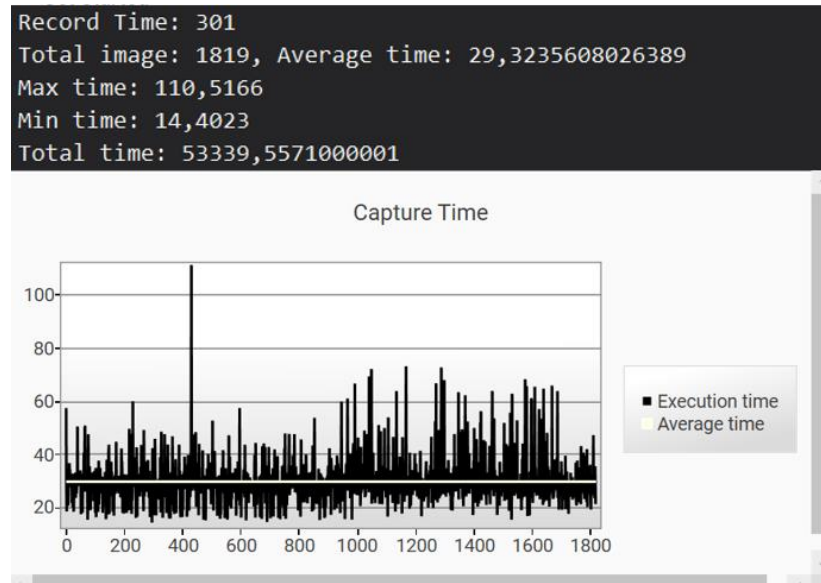 Record Time: 301
Total image: 1819, Average time: 29,3235608026389
Max time: 110,5166
Min time: 14,4023
Total time: 53339,5571000001
Capture Time
100
80
60
40
20
0 200 400 600 800 1000 1200 1400 1600 1800
Execution time
Average time